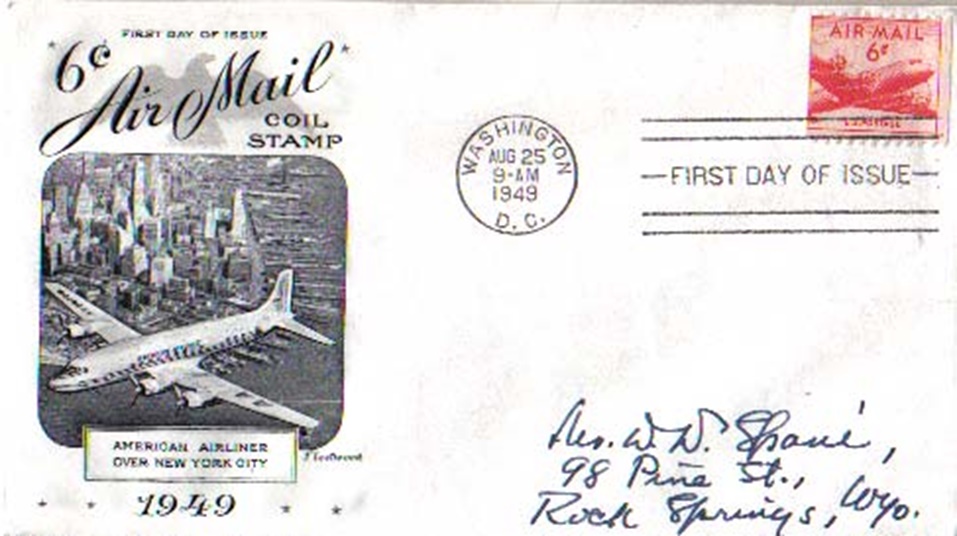 FIRST DAY OF ISSUE
6¢
Air Mail
COIL
STAMP
AMERICAN AIRLINER
OVER NEW YORK CITY
1949
WASHINGTON
AUG 25
9-AM
1949
D. C.
AIR MAIL
6¢
FIRST DAY OF ISSUE
W. D.
98 Pine St.,
Rock Springs, Wyo.